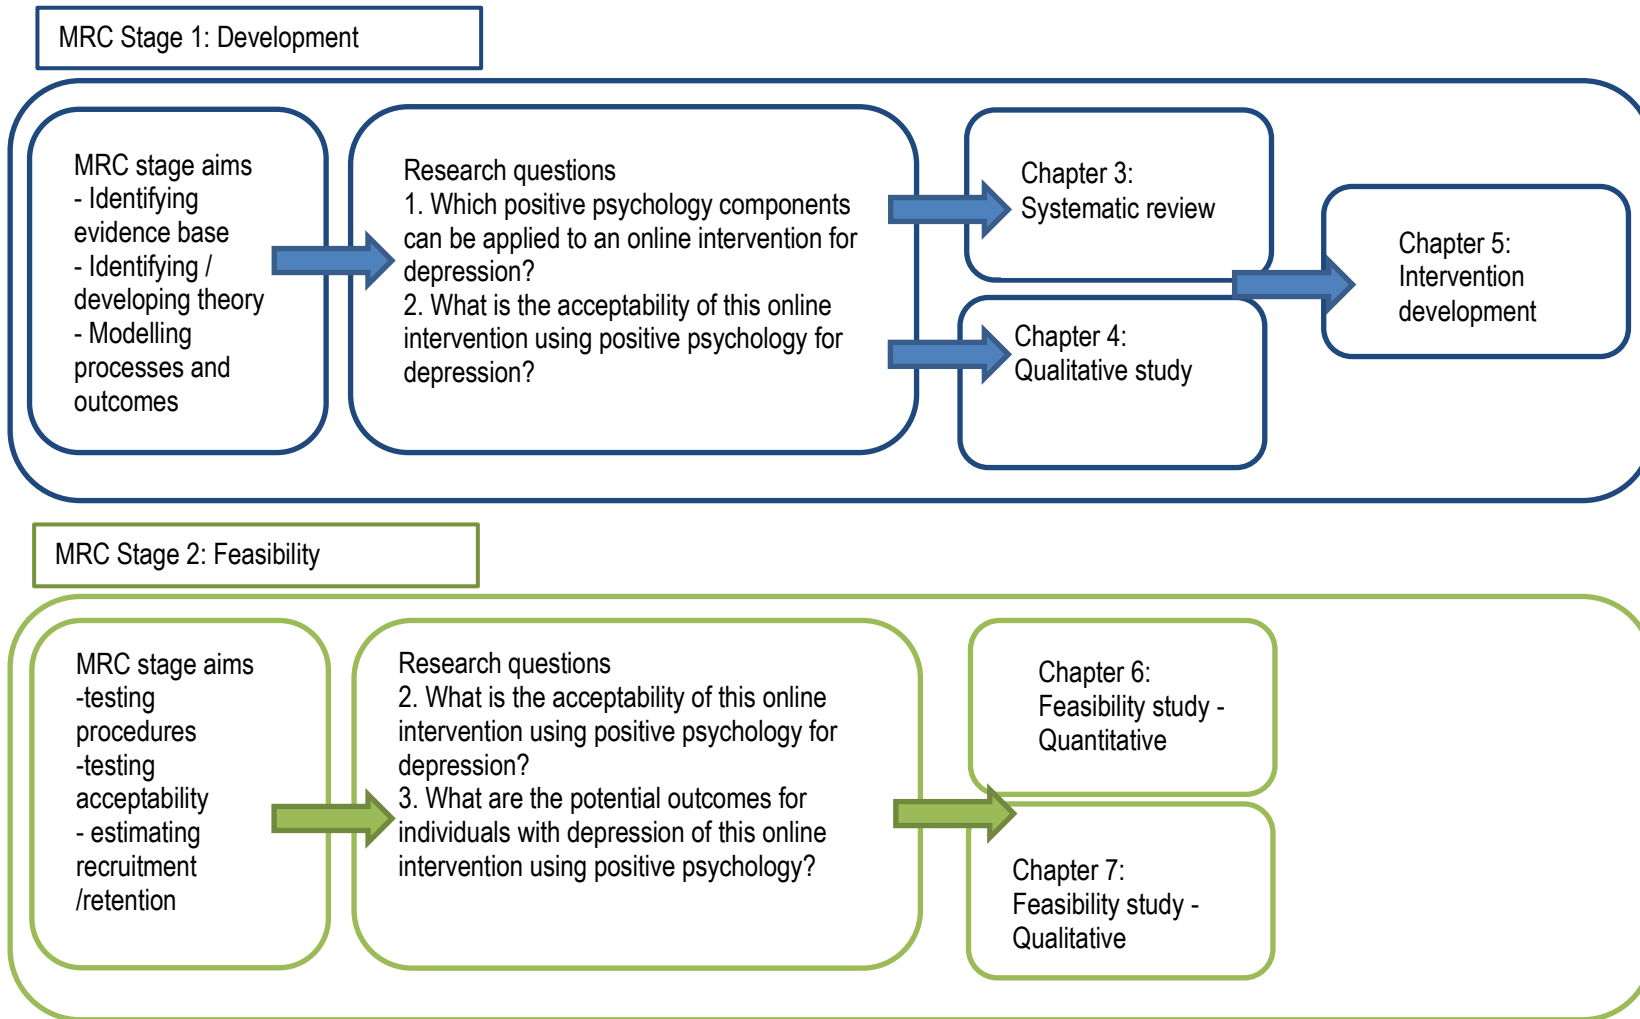 MRC Stage 1: Development
MRC stage aims
- Identifying
evidence base
- Identifying /
developing theory
- Modelling
processes and
outcomes
Research questions
1. Which positive psychology components
can be applied to an online intervention for
depression?
2. What is the acceptability of this online
intervention using positive psychology for
depression?
Chapter 3:
Systematic review
Chapter 4:
Qualitative study
Chapter 5:
Intervention
development
MRC Stage 2: Feasibility
MRC stage aims
-testing
procedures
-testing
acceptability
- estimating
recruitment
/retention
Research questions
2. What is the acceptability of this online
intervention using positive psychology for
depression?
3. What are the potential outcomes for
individuals with depression of this online
intervention using positive psychology?
Chapter 6:
Feasibility study -
Quantitative
Chapter 7:
Feasibility study -
Qualitative